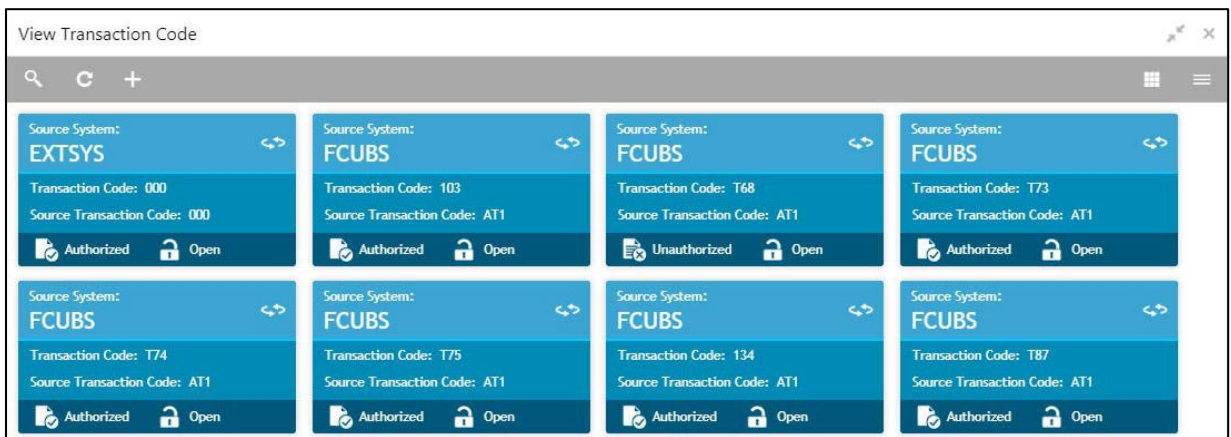 View Transaction Code
Source System:
EXTSYS
Transaction Code: 000
Source Transaction Code: 000
Authorized Open
Source System:
FCUBS
Transaction Code: 103
Source Transaction Code: AT1
Authorized Open
Source System:
FCUBS
Transaction Code: T68
Source Transaction Code: AT1
Unauthorized Open
Source System:
FCUBS
Transaction Code: T73
Source Transaction Code: AT1
Authorized Open
Source System:
FCUBS
Transaction Code: T74
Source Transaction Code: AT1
Authorized Open
Source System:
FCUBS
Transaction Code: T75
Source Transaction Code: AT1
Authorized Open
Source System:
FCUBS
Transaction Code: 134
Source Transaction Code: AT1
Authorized Open
Source System:
FCUBS
Transaction Code: T87
Source Transaction Code: AT1
Authorized Open